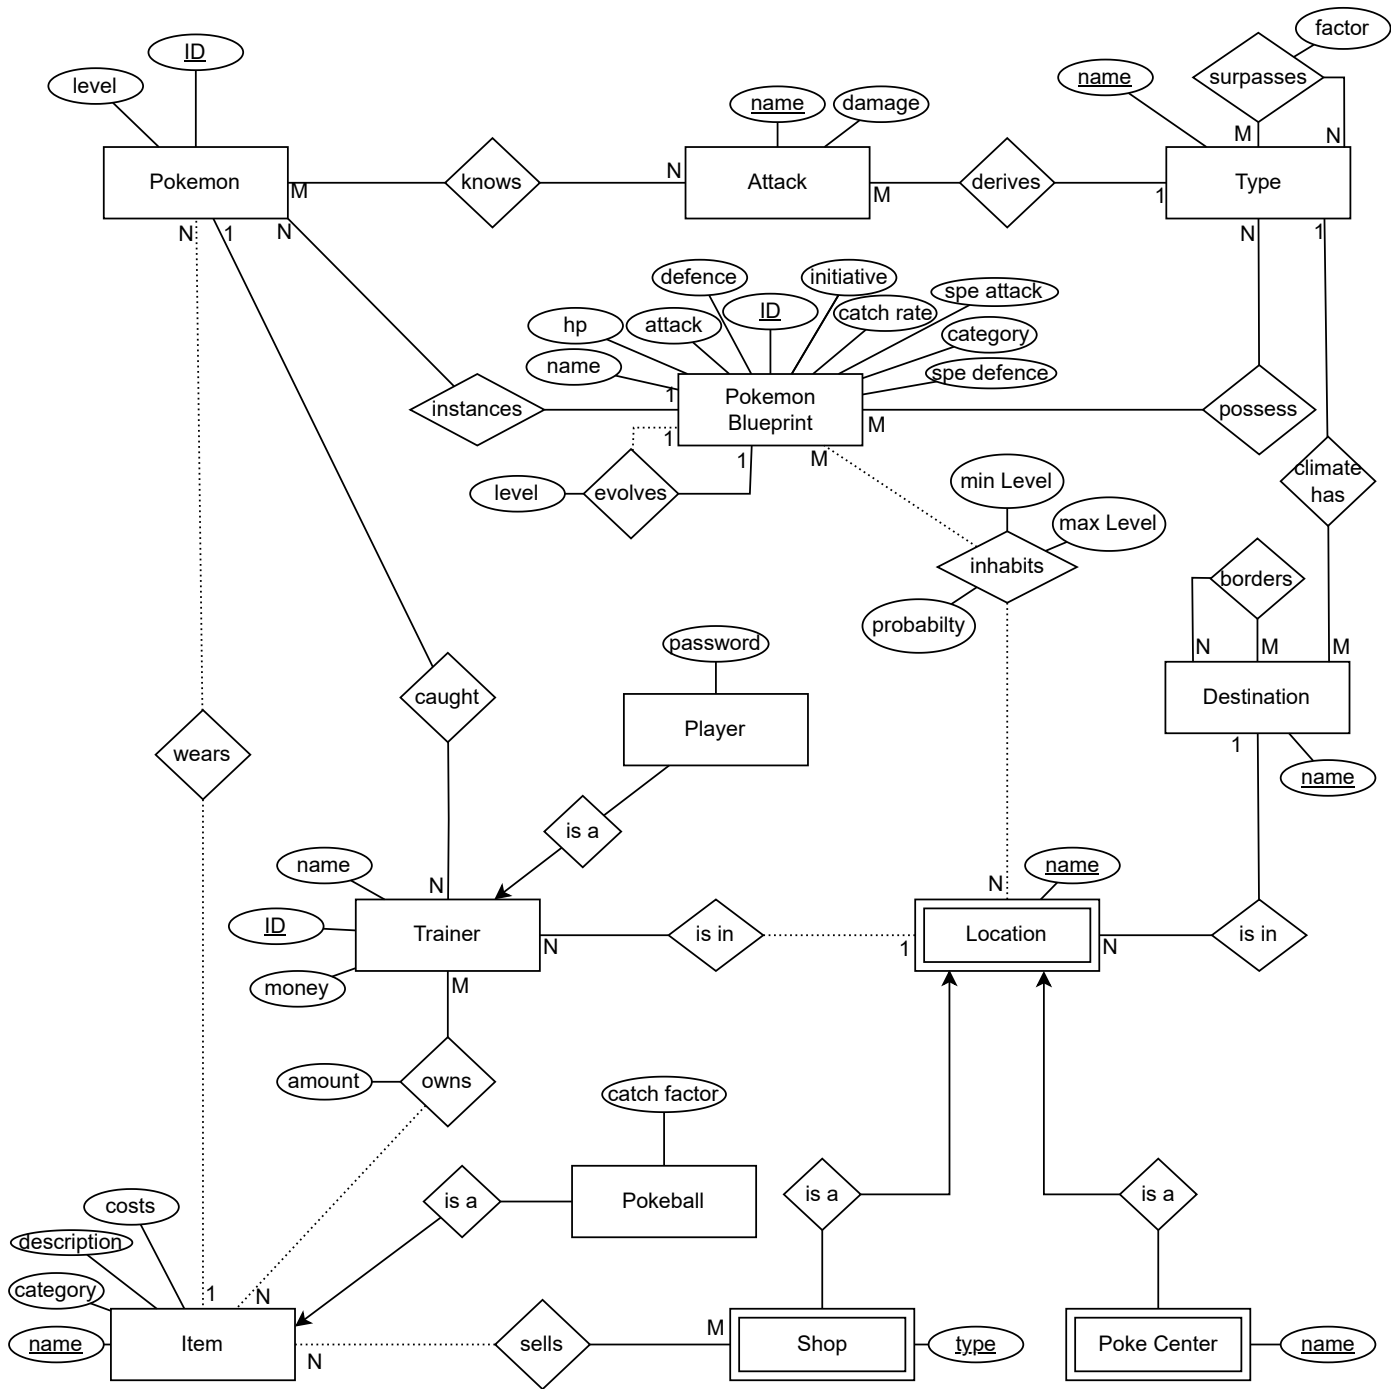 factor
ID
level
name
surpasses
name
damage
M
N
Pokemon
M
knows
N
Attack
M
derives
1
Type
N
1
N
N
1
defence
initiative
spe attack
ID
catch rate
hp
attack
category
name
spe defence
1
Pokemon
Blueprint
instances
M
possess
1
1
M
climate
has
level
evolves
min Level
max Level
inhabits
borders
probabilty
password
N
M
M
caught
Player
Destination
wears
1
name
is a
name
name
N
N
ID
Trainer
N
is in
1
Location
N
is in
money
M
amount
owns
catch factor
costs
is a
Pokeball
is a
is a
description
category
1
N
name
Item
N
sells
M
Shop
type
Poke Center
name